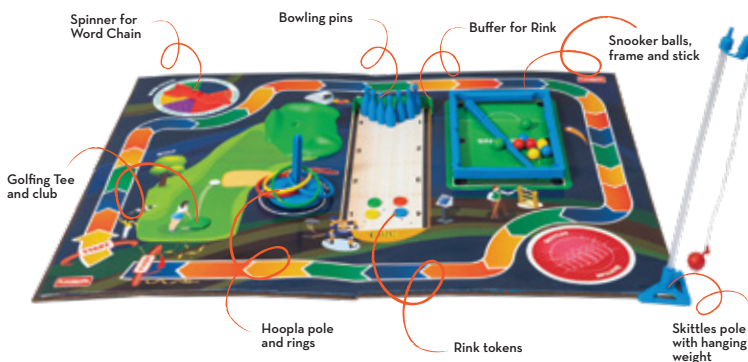 Spinner for
Word Chain
Bowling pins
Buffer for Rink
Snooker balls,
frame and stick
Golfing Tee
and club
START
Hoopla pole
and rings
Rink tokens
Skittles pole
with hanging
weight